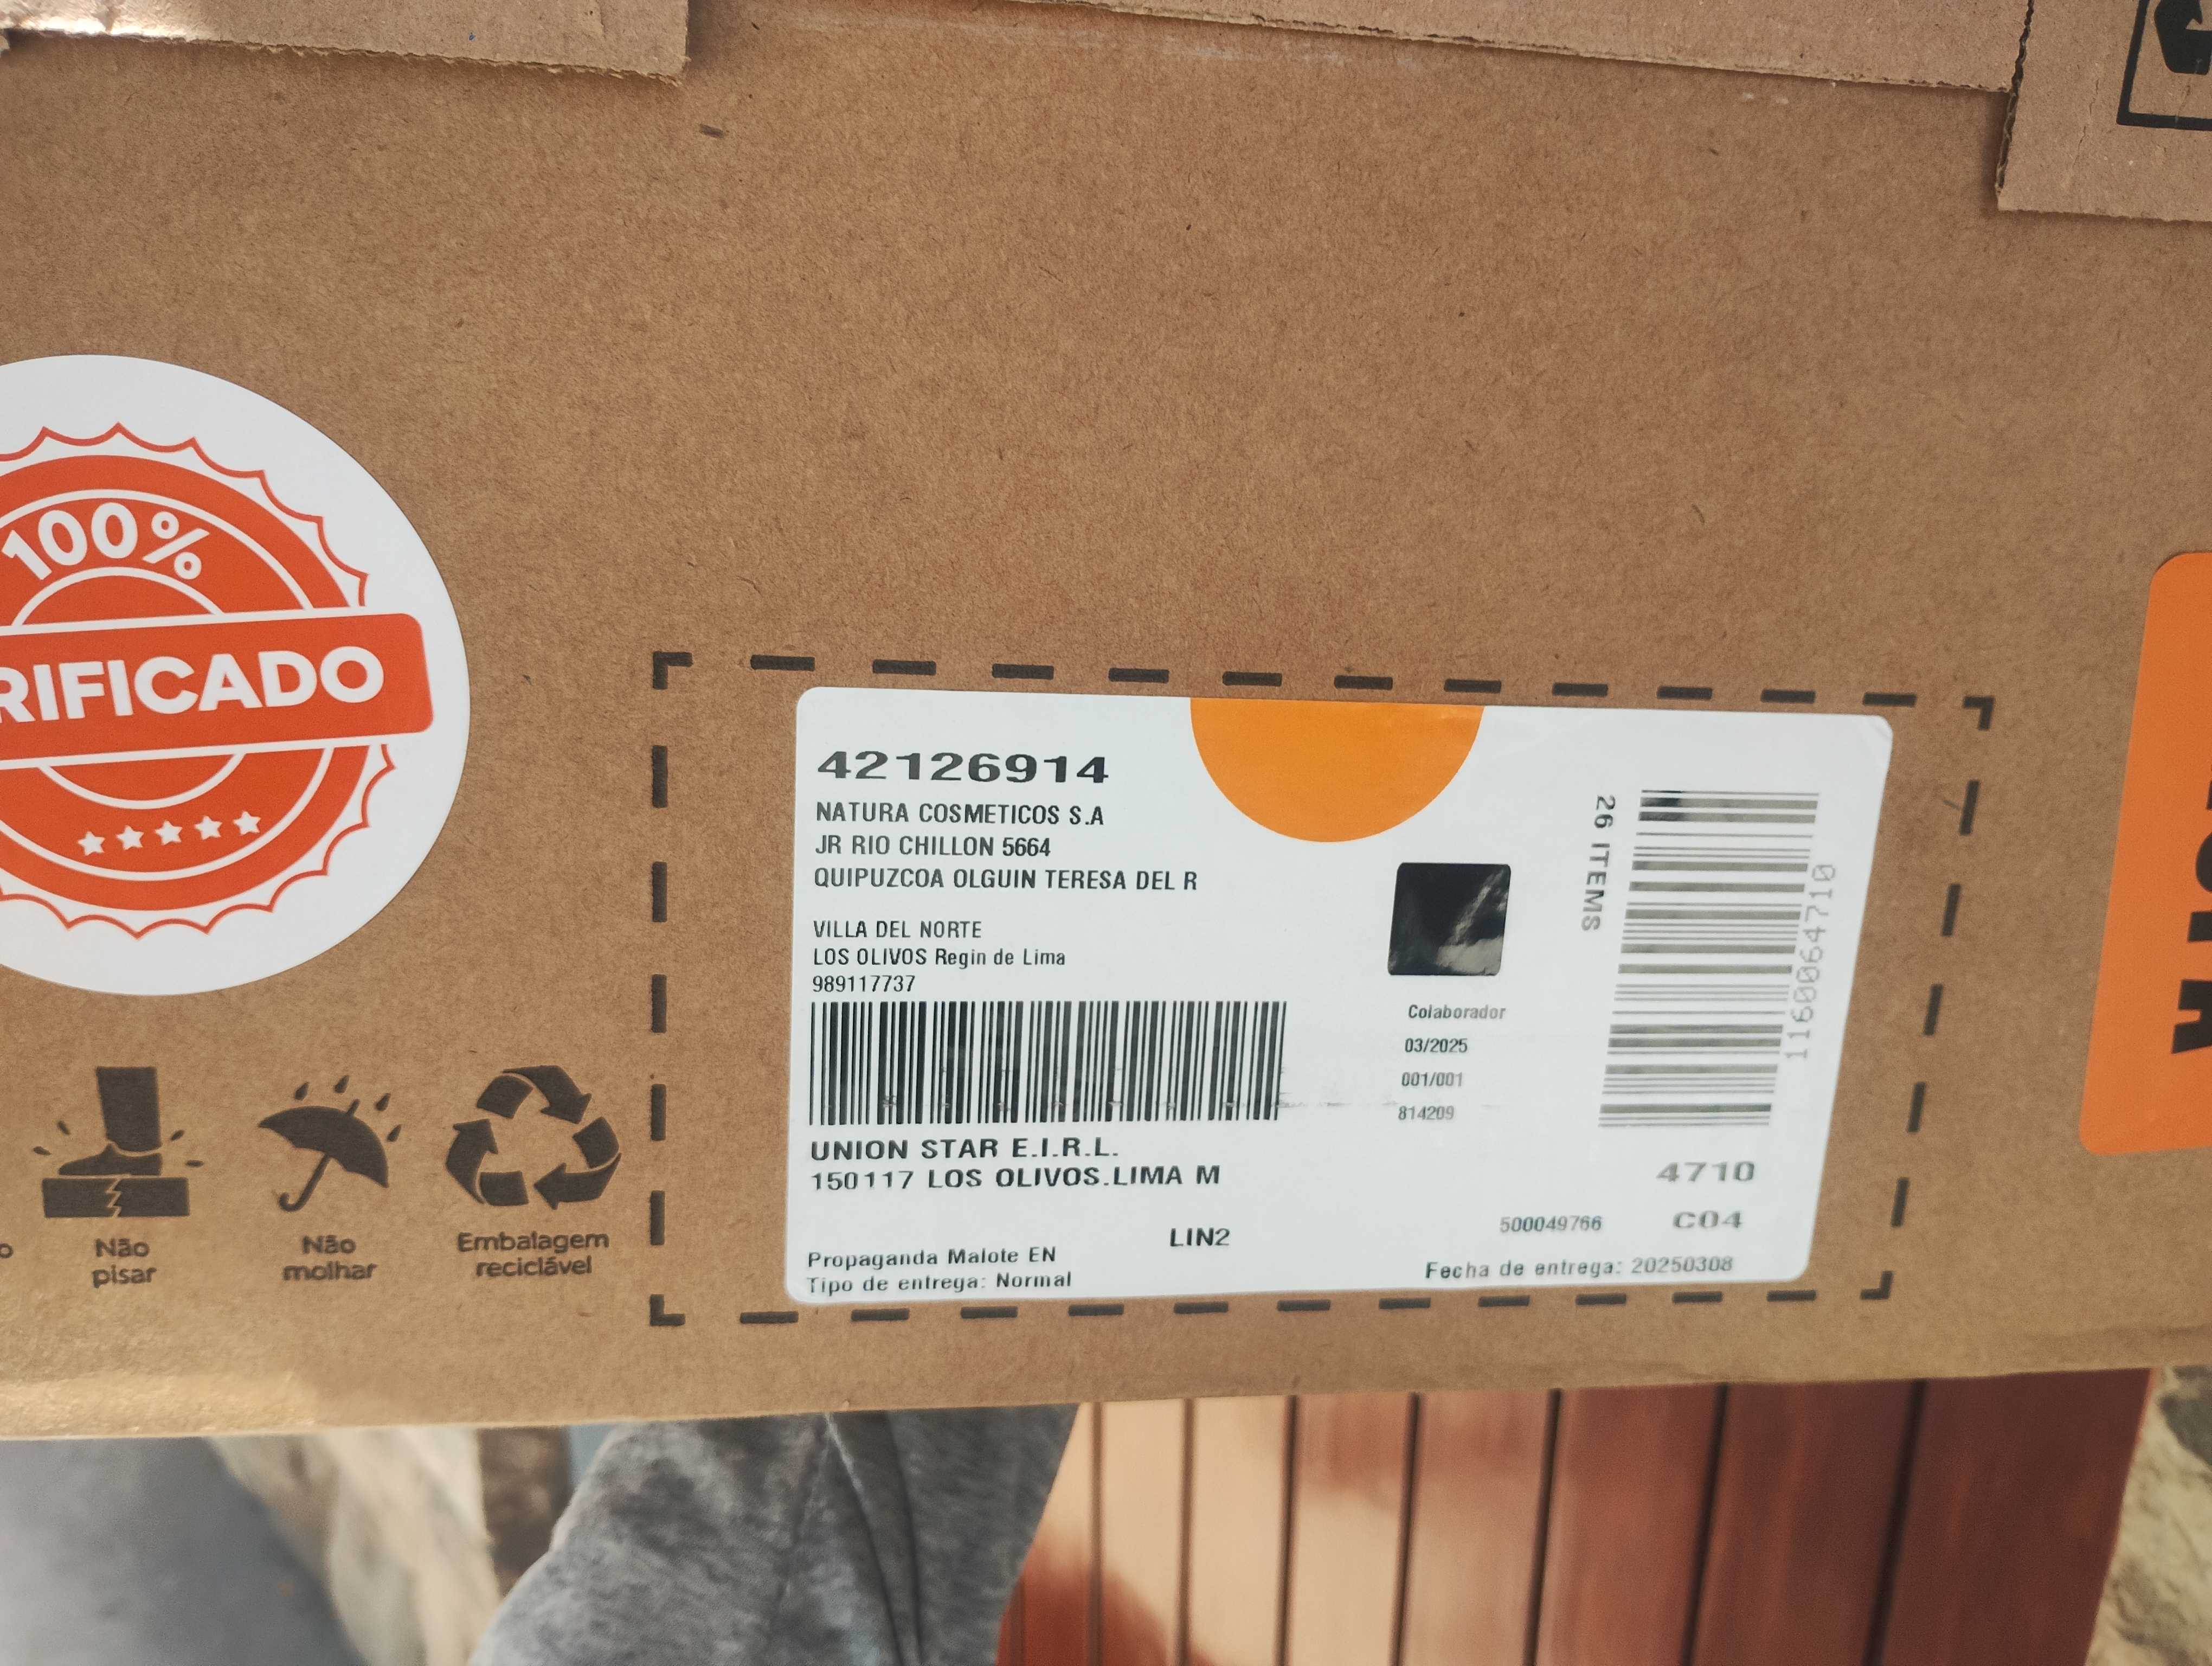 100%
RIFICADO
Não
pisar
Não
molhar
Embalagem
reciclável
42126914
NATURA COSMETICOS S.A
JR RIO CHILLON 5664
QUIPUZCOA OLGUIN TERESA DEL R
VILLA DEL NORTE
LOS OLIVOS Regin de Lima
989117737
UNION STAR E.I.R.L.
150117 LOS OLIVOS.LIMA M
LIN2
Propaganda Malote EN
Tipo de entrega: Normal
Colaborador
03/2025
001/001
814209
26 ITEMS
1160064710
4710
500049766
C04
Fecha de entrega: 20250308